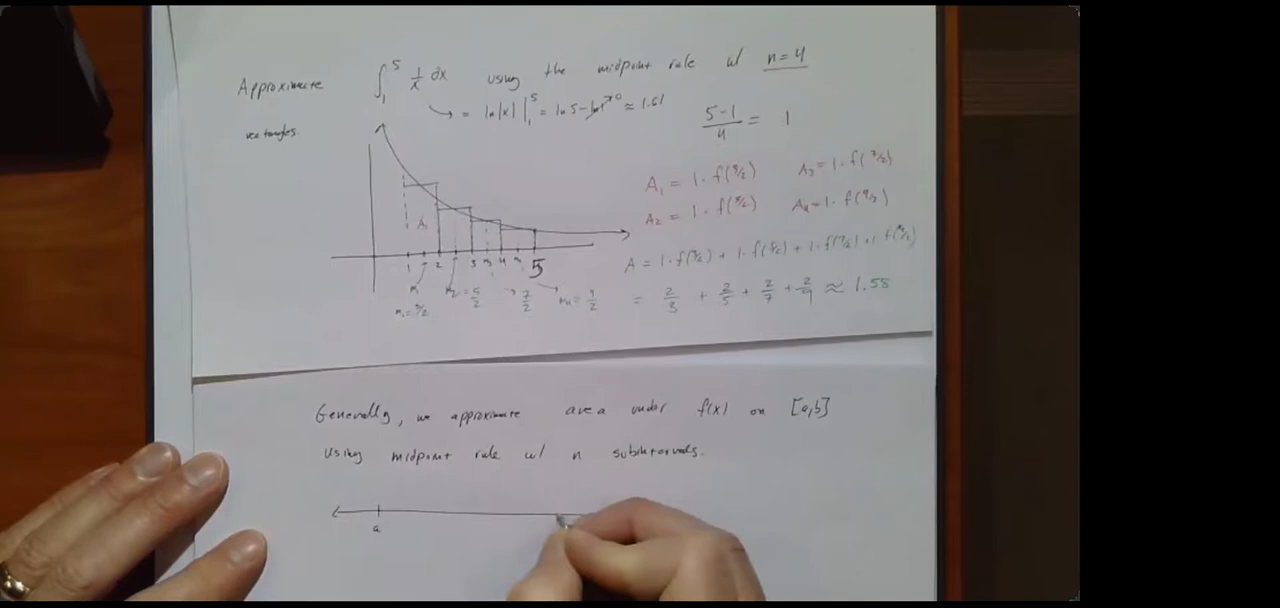 Approximate ∫₁⁵ 1/x dx using the midpoint rule w/ n=4
rectangles.
= ln|x| |₁⁵ = ln 5 - ln 1 →0 ≈ 1.61
(5-1)/4 = 1
A₁ = 1·f(3/2)
A₃ = 1·f(7/2)
A₂ = 1·f(5/2)
A₄ = 1·f(9/2)
A = 1·f(3/2) + 1·f(5/2) + 1·f(7/2) + 1·f(9/2)
= 2/3 + 2/5 + 2/7 + 2/9 ≈ 1.58
A₁
1 2 3 m₃ 4 m₄ 5
m₁ = 3/2
m₂ = 5/2
7/2
m₄ = 9/2
Generally, we approximate area under f(x) on [a,b]
using midpoint rule w/ n subintervals.
a